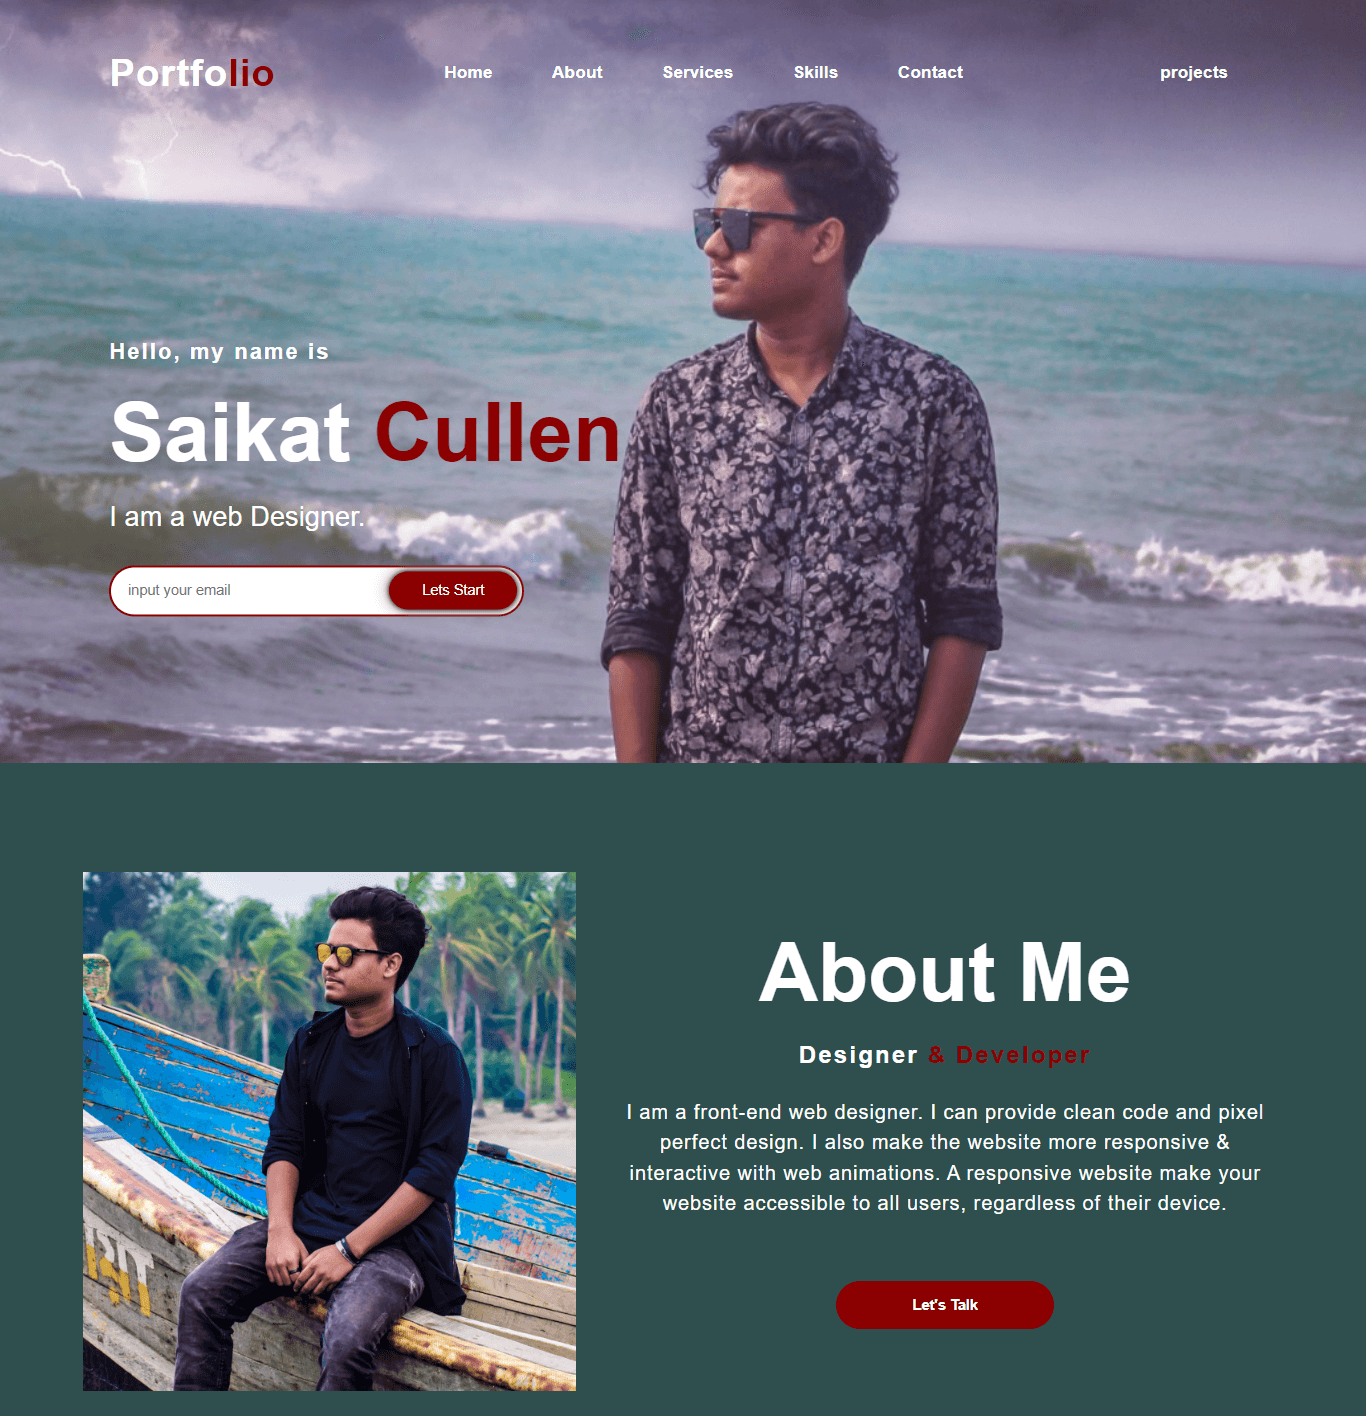 Portfolio
Home About Services Skills Contact projects
Hello, my name is
Saikat Cullen
I am a web Designer.
input your email Lets Start
About Me
Designer & Developer
I am a front-end web designer. I can provide clean code and pixel
perfect design. I also make the website more responsive &
interactive with web animations. A responsive website make your
website accessible to all users, regardless of their device.
Let's Talk